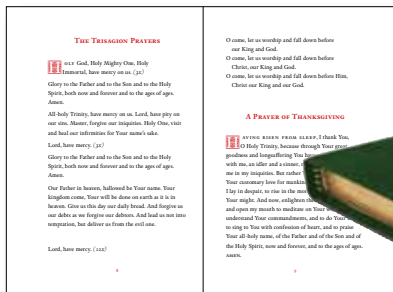 The Trisagion Prayers
HOLY God, Holy Mighty One, Holy
Immortal, have mercy on us. (3x)
Glory to the Father and to the Son and to the Holy
Spirit, both now and forever and to the ages of ages.
Amen.
All-holy Trinity, have mercy on us. Lord, have pity on
our sins. Master, forgive our iniquities. Holy One, visit
and heal our infirmities for Your name's sake.
Lord, have mercy. (3x)
Glory to the Father and to the Son and to the Holy
Spirit, both now and forever and to the ages of ages.
Amen.
Our Father in heaven, hallowed be Your name. Your
kingdom come, Your will be done on earth as it is in
heaven. Give us this day our daily bread. And forgive us
our debts as we forgive our debtors. And lead us not into
temptation, but deliver us from the evil one.
Lord, have mercy. (12x)
8
O come, let us worship and fall down before
our King and God.
O come, let us worship and fall down before
Christ, our King and God.
O come, let us worship and fall down before Him,
Christ our King and our God.
A Prayer of Thanksgiving
HAVING RISEN FROM SLEEP, I thank You,
O Holy Trinity, because through Your great
goodness and longsuffering You have
with me, an idler and a sinner,
me in my iniquities. But rather
Your customary love for mankind
I lay in despair, to rise in the
Your might. And now, enlighten the
and open my mouth to meditate on Your
understand Your commandments, and to do Your
to sing to You with confession of heart, and to praise
Your all-holy name, of the Father and of the Son and of
the Holy Spirit, now and forever, and to the ages of ages.
AMEN.
9